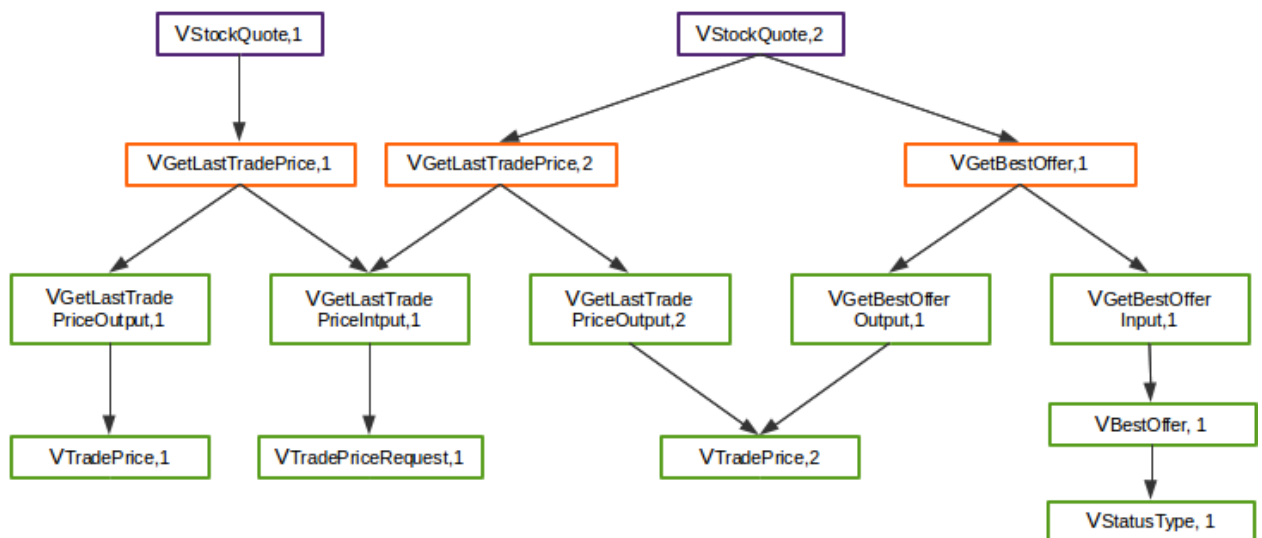 VStockQuote,1
VStockQuote,2
VGetLastTradePrice,1
VGetLastTradePrice,2
VGetBestOffer,1
VGetLastTrade
PriceOutput,1
VGetLastTrade
PriceIntput,1
VGetLastTrade
PriceOutput,2
VGetBestOffer
Output,1
VGetBestOffer
Input,1
VBestOffer, 1
VTradePrice,1
VTradePriceRequest,1
VTradePrice,2
VStatusType, 1